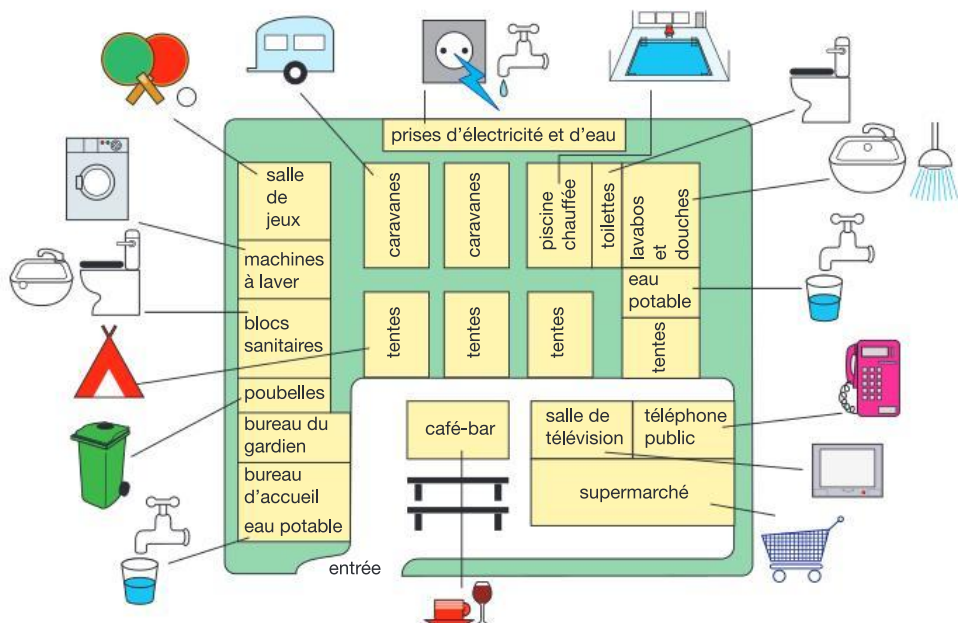 prises d'électricité et d'eau
salle
de
jeux
caravanes
caravanes
piscine
chauffée
toilettes
lavabos
et
douches
machines
à laver
eau
potable
blocs
sanitaires
tentes
tentes
tentes
tentes
poubelles
bureau du
gardien
café-bar
salle de
télévision
téléphone
public
bureau
d'accueil
eau potable
supermarché
entrée